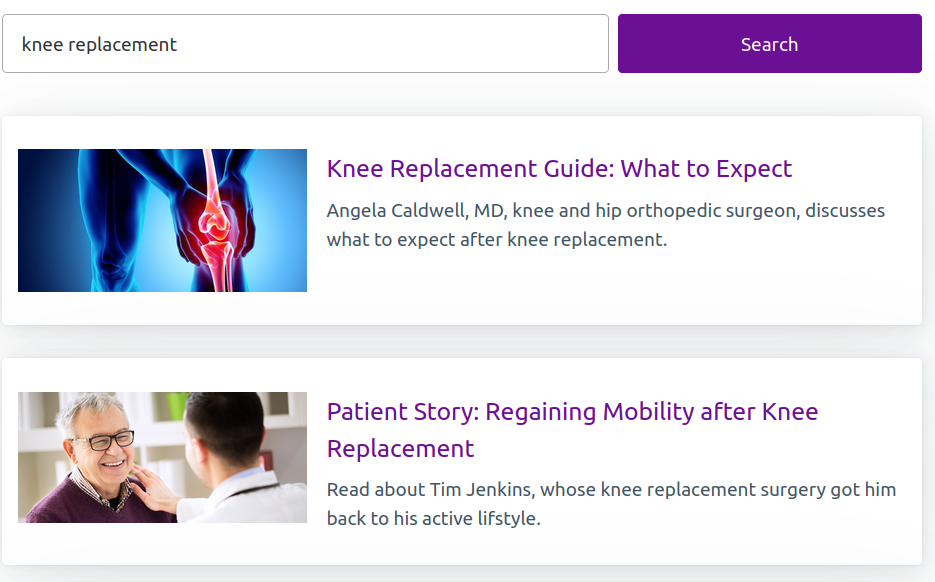 knee replacement
Search
Knee Replacement Guide: What to Expect
Angela Caldwell, MD, knee and hip orthopedic surgeon, discusses
what to expect after knee replacement.
Patient Story: Regaining Mobility after Knee
Replacement
Read about Tim Jenkins, whose knee replacement surgery got him
back to his active lifstyle.